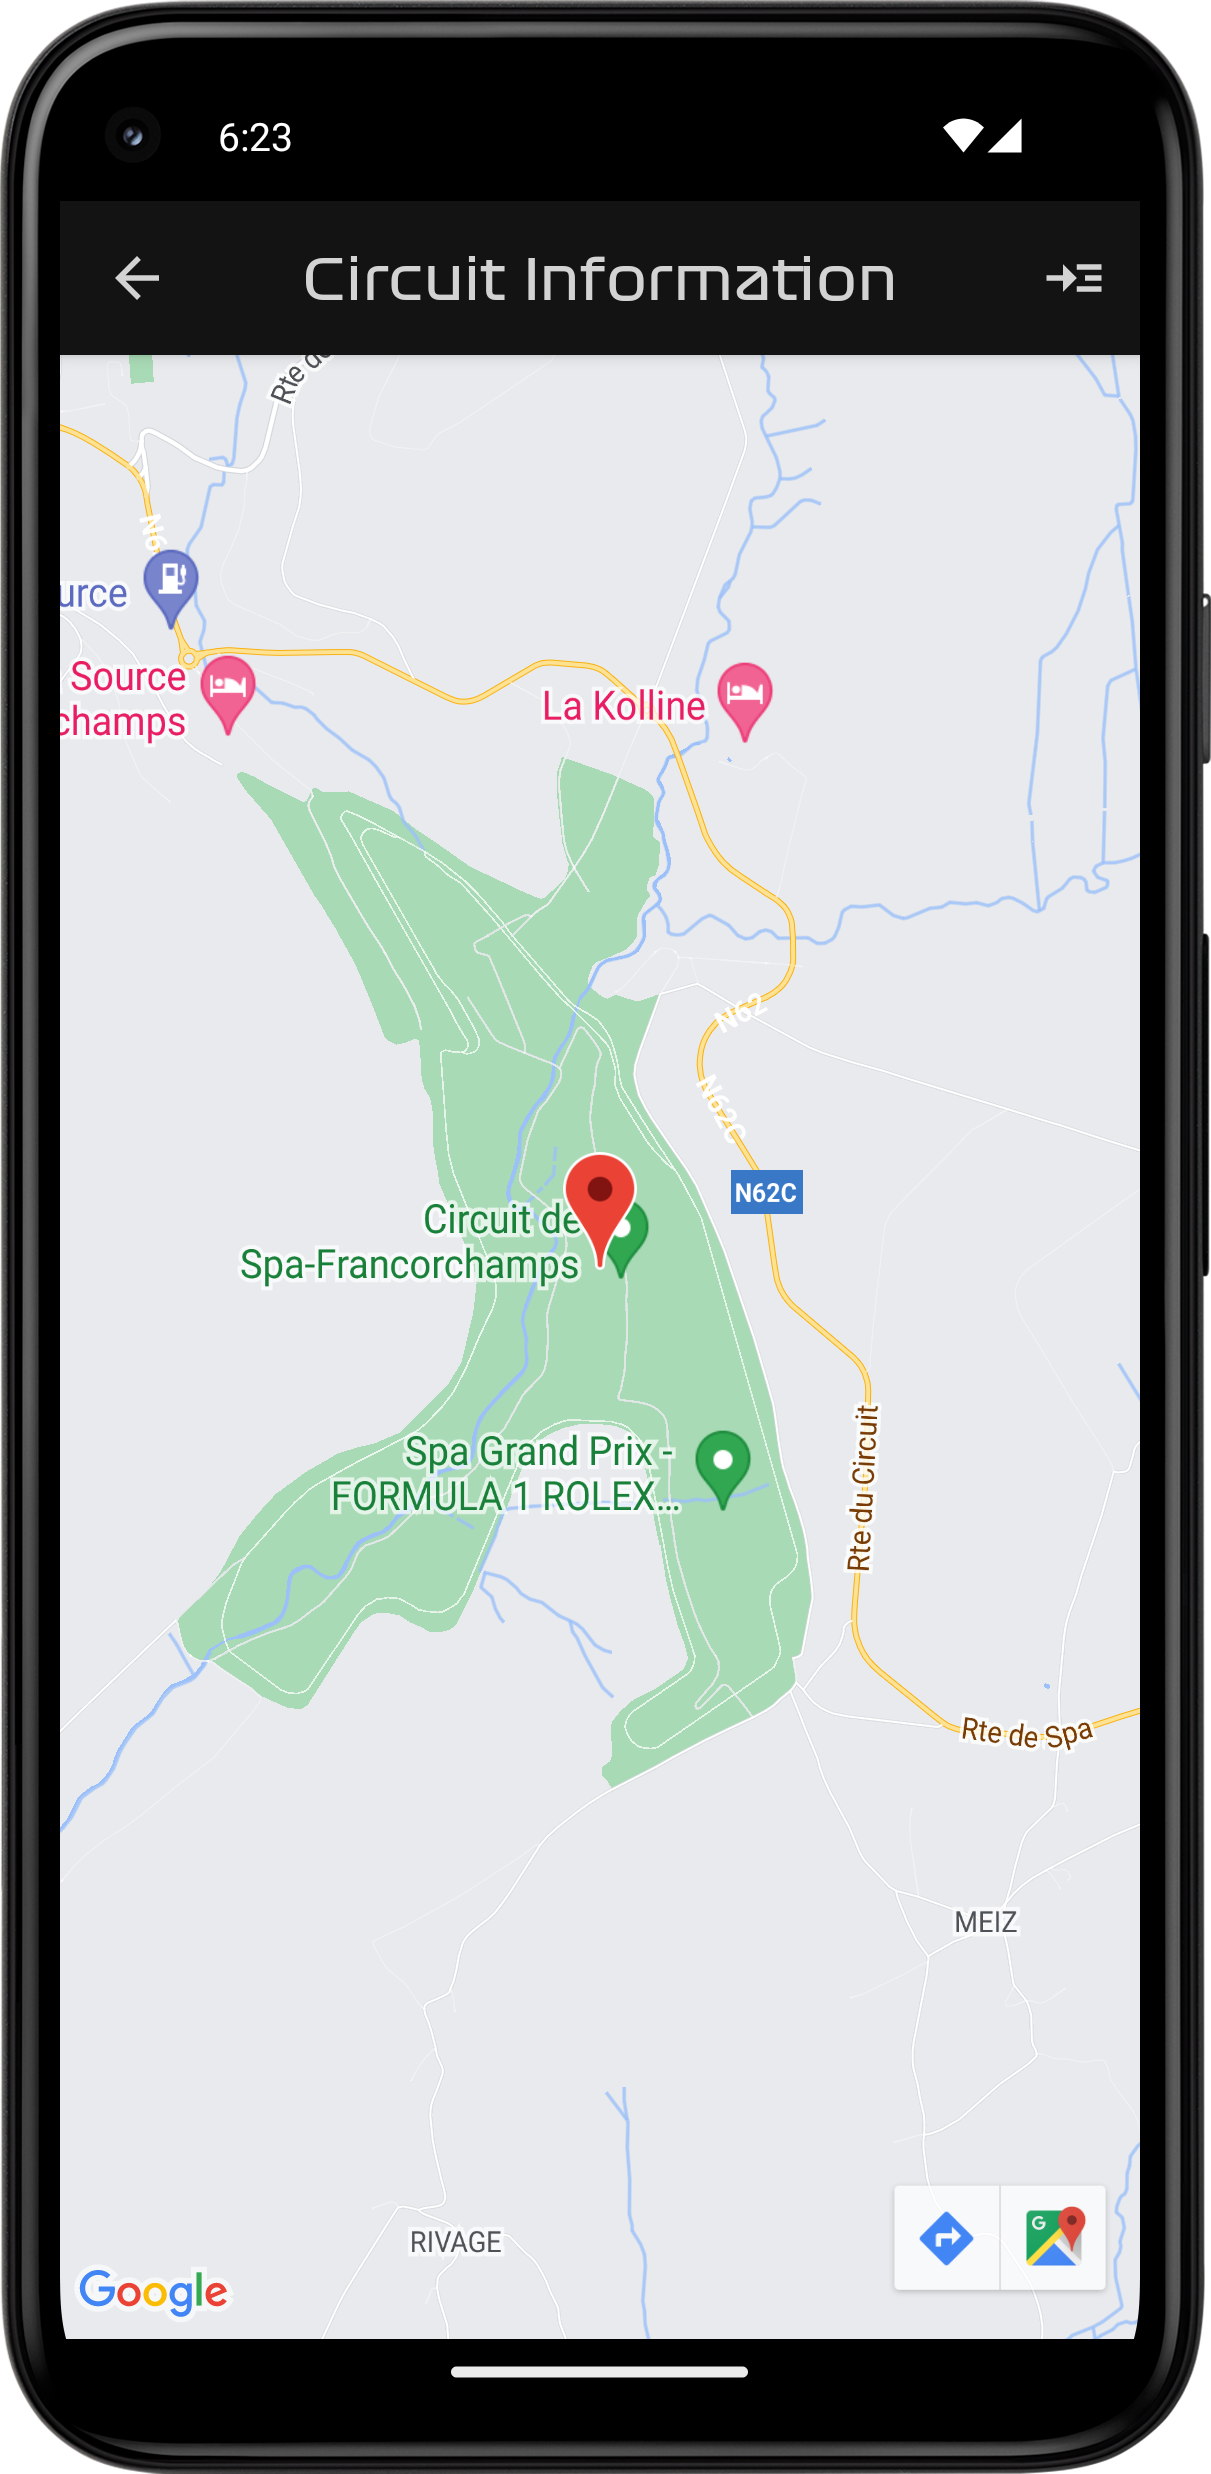 6:23
Circuit Information
Rte de
N6
urce
Source
champs
La Kolline
N62
N62C
N62C
Circuit de
Spa-Francorchamps
Rte du Circuit
Spa Grand Prix -
FORMULA 1 ROLEX...
Rte de Spa
MEIZ
RIVAGE
G
Google